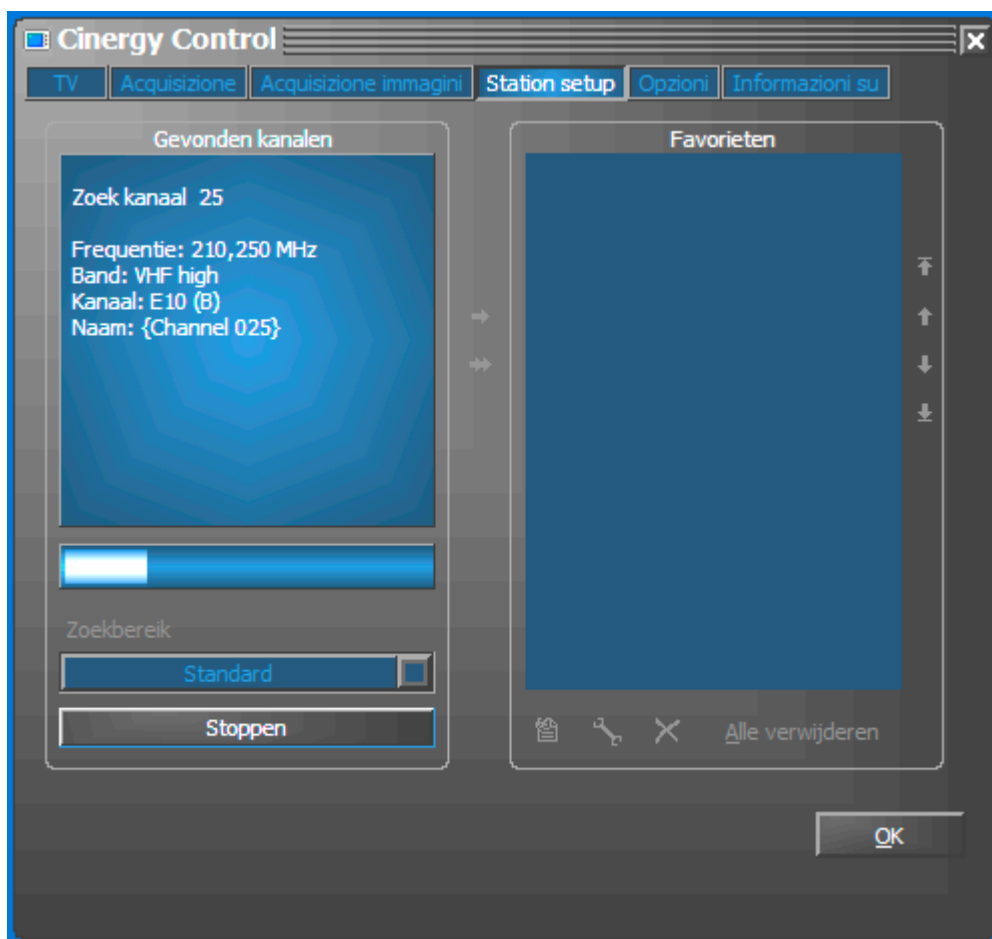 Cinergy Control
TV Acquisizione Acquisizione immagini Station setup Opzioni Informazioni su
Gevonden kanalen
Zoek kanaal 25
Frequentie: 210,250 MHz
Band: VHF high
Kanaal: E10 (B)
Naam: {Channel 025}
Zoekbereik
Standard
Stoppen
Favorieten
Alle verwijderen
OK